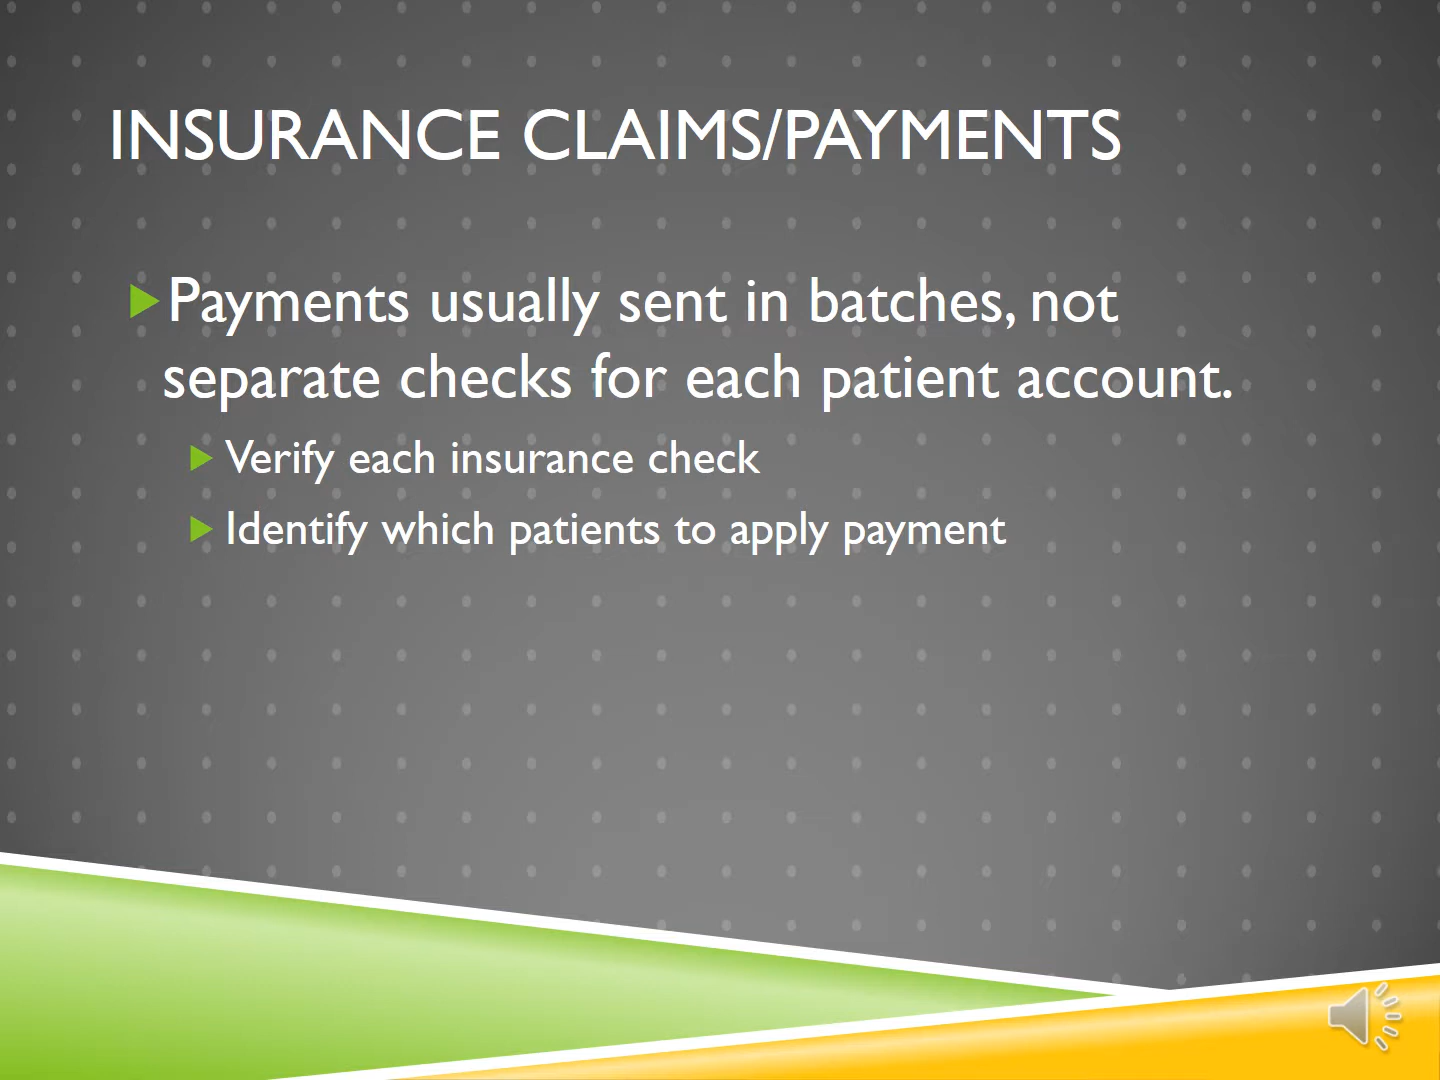 INSURANCE CLAIMS/PAYMENTS
Payments usually sent in batches, not
separate checks for each patient account.
Verify each insurance check
Identify which patients to apply payment